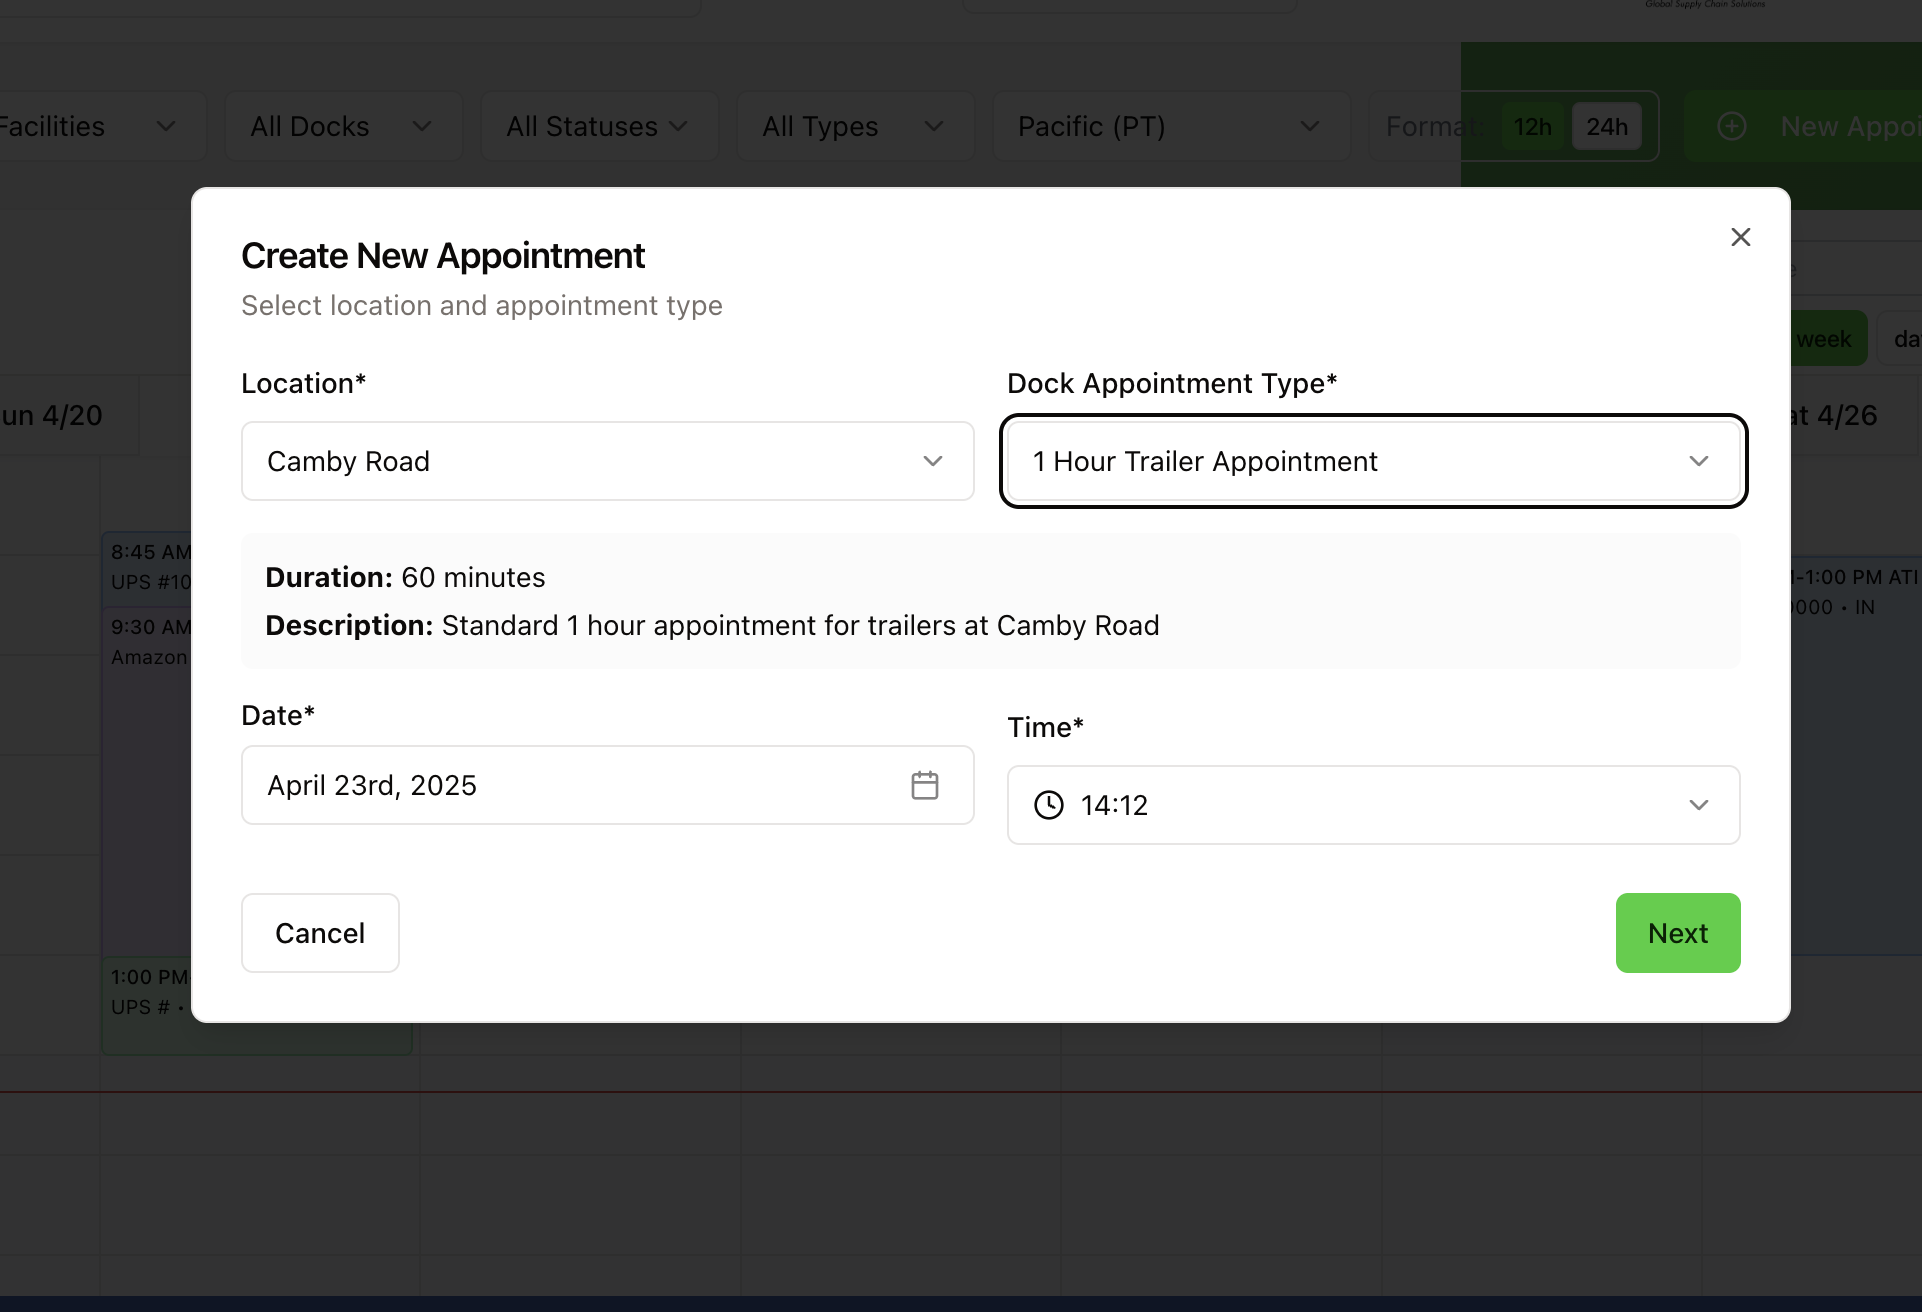 Global Supply Chain Solutions
Facilities
All Docks
All Statuses
All Types
Pacific (PT)
Format:
12h
24h
New Appoi
Create New Appointment
Select location and appointment type
week
da
Location*
Dock Appointment Type*
un 4/20
at 4/26
Camby Road
1 Hour Trailer Appointment
8:45 AM
UPS #10
Duration: 60 minutes
-1:00 PM ATI
0000 • IN
Description: Standard 1 hour appointment for trailers at Camby Road
9:30 AM
Amazon
Date*
Time*
April 23rd, 2025
14:12
Cancel
Next
1:00 PM
UPS # •